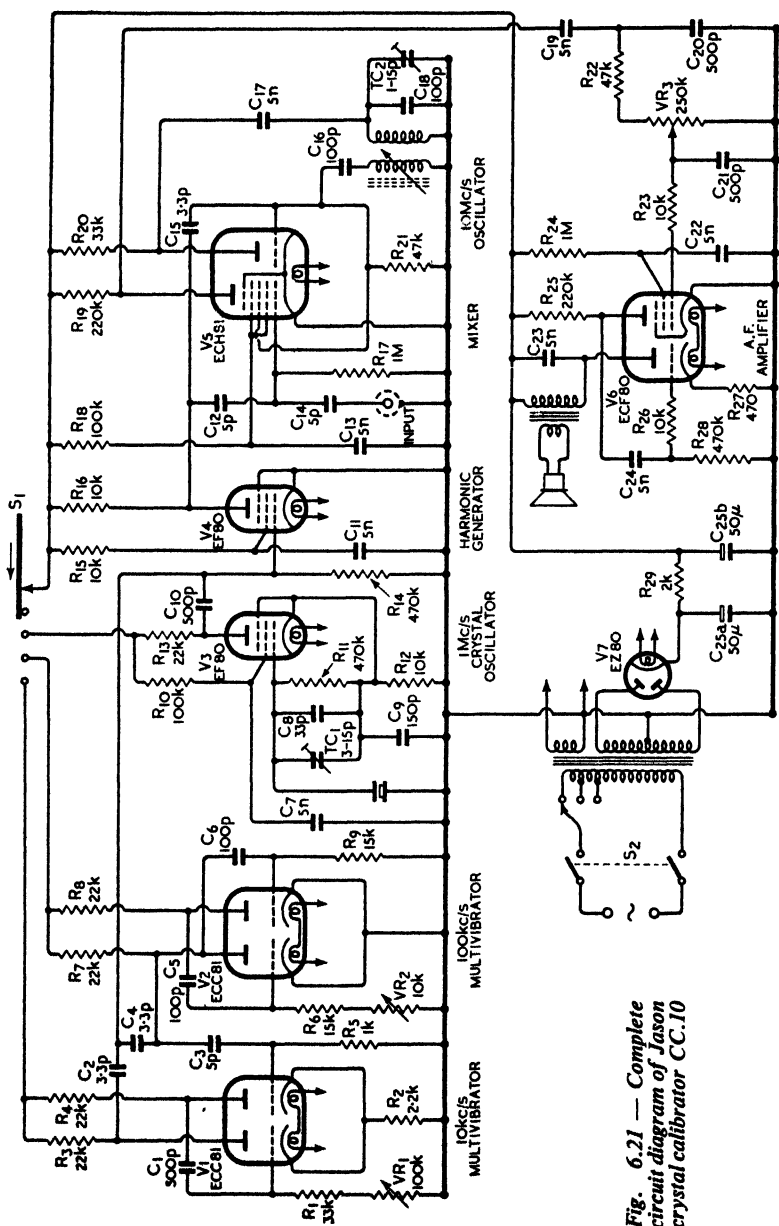 S1
R3
22k
R4
22k
C2
3·3p
C4
3·3p
R7
22k
R8
22k
R10
100k
R13
22k
C10
500p
R15
10k
R16
10k
R18
100k
R19
220k
R20
33k
C15
3·3p
C17
5n
C16
100p
TC2
1-15p
C18
100p
C1
500p
V1
ECC81
C3
5p
C5
100p
V2
ECC81
C6
100p
C7
5n
V3
EF80
C8
33p
TC1
3-15p
R11
470k
C9
150p
R12
10k
R14
470k
V4
EF80
C11
5n
C12
5p
C14
5p
INPUT
C13
5n
R17
1M
V5
ECH81
R21
47k
R1
33k
VR1
100k
R2
2·2k
R5
1k
R6
15k
VR2
10k
R9
15k
10kc/s
MULTIVIBRATOR
100kc/s
MULTIVIBRATOR
1Mc/s CRYSTAL
OSCILLATOR
HARMONIC
GENERATOR
MIXER
10Mc/s
OSCILLATOR
S2
V7
EZ80
C25a
50μ
R29
2k
C25b
50μ
C23
5n
R25
220k
R24
1M
C24
5n
R26
10k
V6
ECF80
R28
470k
R27
470
A.F.
AMPLIFIER
R23
10k
C22
5n
C21
500p
VR3
250k
R22
47k
C19
5n
C20
500p
Fig. 6.21 — Complete
circuit diagram of Jason
crystal calibrator CC.10